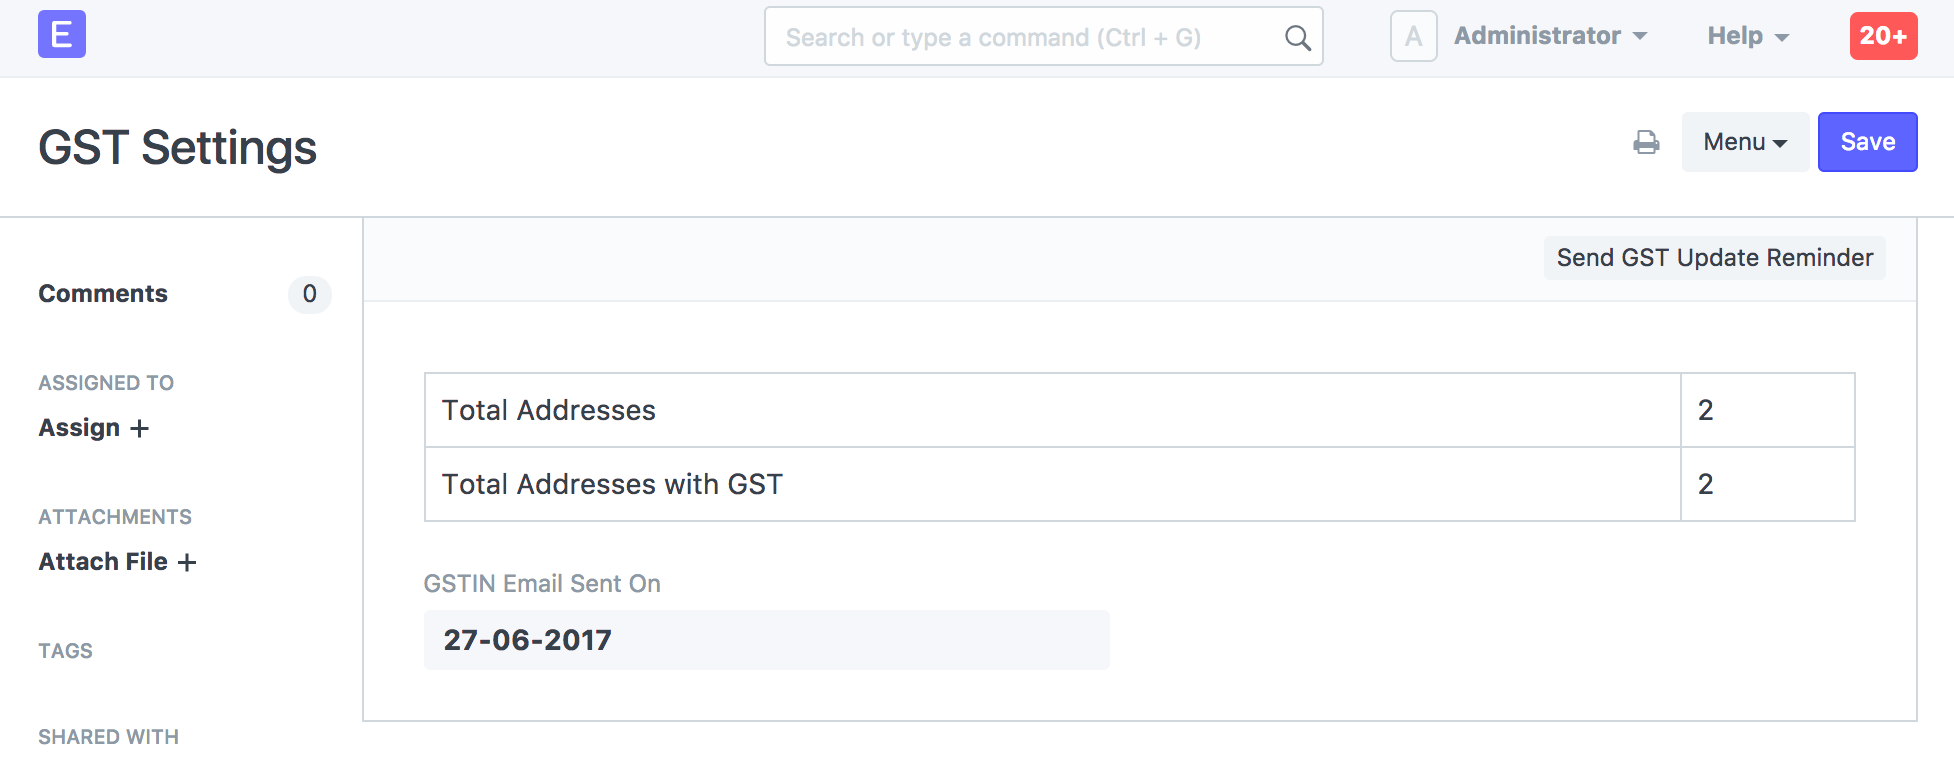 E
Search or type a command (Ctrl + G)
A Administrator
Help
20+
GST Settings
Menu
Save
Send GST Update Reminder
Comments 0
ASSIGNED TO
Assign +
ATTACHMENTS
Attach File +
TAGS
SHARED WITH
Total Addresses 2
Total Addresses with GST 2
GSTIN Email Sent On
27-06-2017